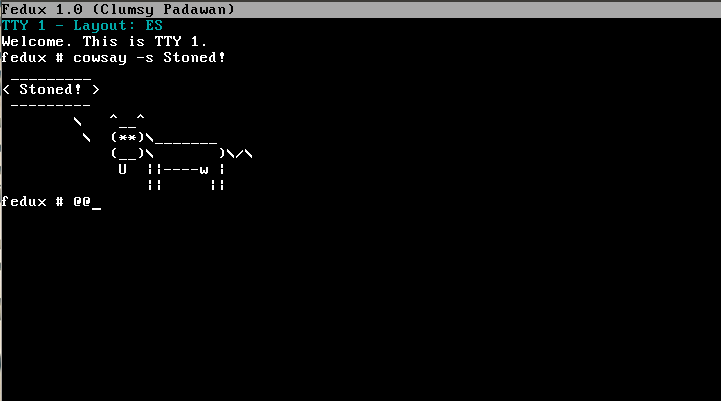 Fedux 1.0 (Clumsy Padawan)
TTY 1 - Layout: ES
Welcome. This is TTY 1.
fedux # cowsay -s Stoned!
 _________
< Stoned! >
 ---------
        \   ^__^
         \  (**)\_______
            (__)\       )\/\
             U  ||----w |
                ||     ||
fedux # @@_